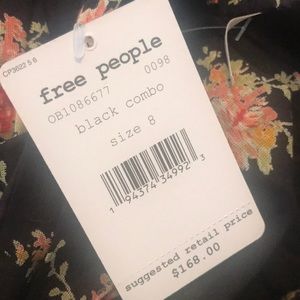 CP3622 5.6
free people
OB1086677 0098
black combo
size 8
1 94374 34992 3
suggested retail price
$168.00